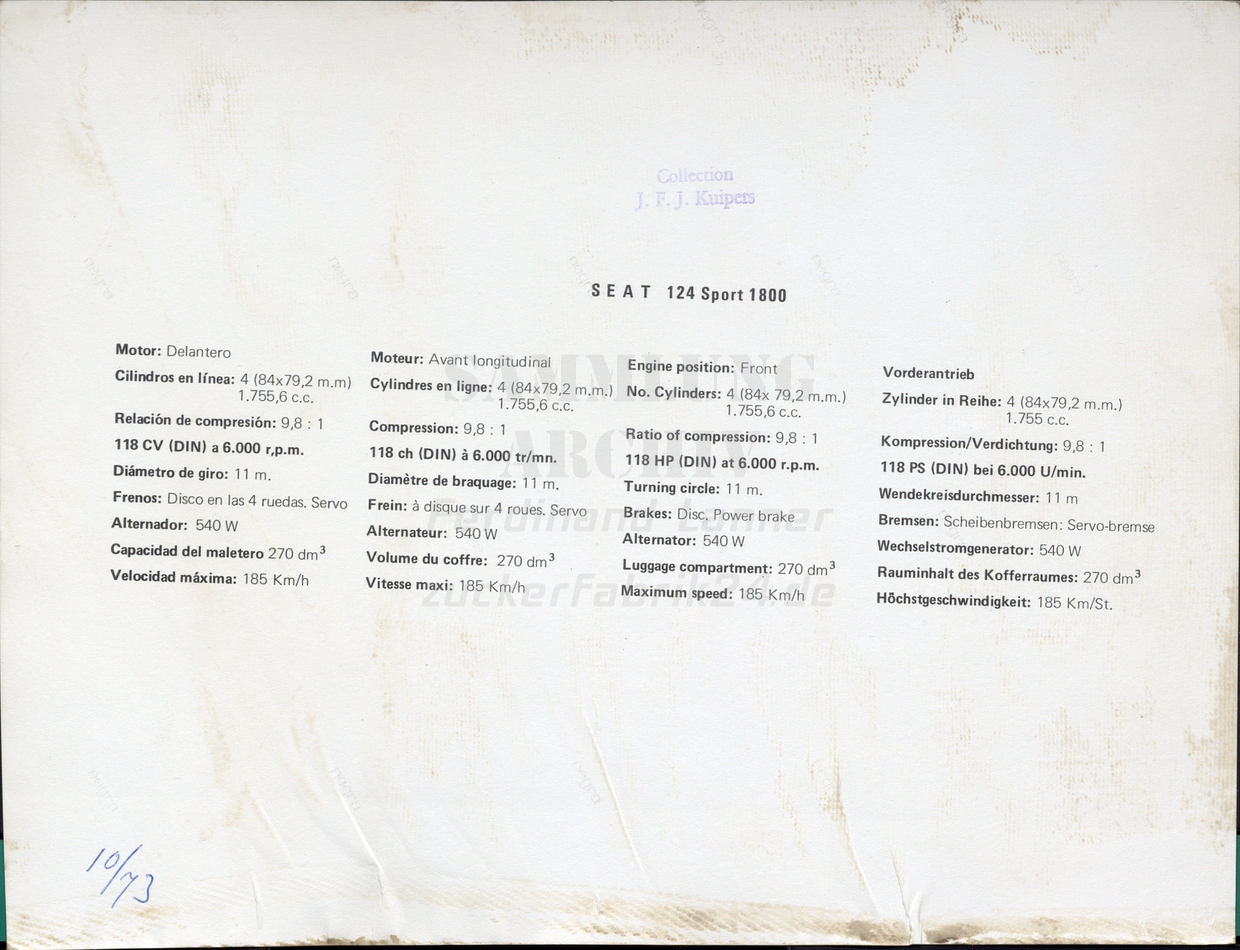 Collection
J. F. J. Kuipers
SEAT 124 Sport 1800
Motor: Delantero
Cilindros en línea: 4 (84x79,2 m.m)
1.755,6 c.c.
Relación de compresión: 9,8 : 1
118 CV (DIN) a 6.000 r,p.m.
Diámetro de giro: 11 m.
Frenos: Disco en las 4 ruedas. Servo
Alternador: 540 W
Capacidad del maletero 270 dm³
Velocidad máxima: 185 Km/h
Moteur: Avant longitudinal
Cylindres en ligne: 4 (84x79,2 m.m.)
1.755,6 c.c.
Compression: 9,8 : 1
118 ch (DIN) à 6.000 tr/mn.
Diamètre de braquage: 11 m.
Frein: à disque sur 4 roues. Servo
Alternateur: 540 W
Volume du coffre: 270 dm³
Vitesse maxi: 185 Km/h
Engine position: Front
No. Cylinders: 4 (84x 79,2 m.m.)
1.755,6 c.c.
Ratio of compression: 9,8 : 1
118 HP (DIN) at 6.000 r.p.m.
Turning circle: 11 m.
Brakes: Disc. Power brake
Alternator: 540 W
Luggage compartment: 270 dm³
Maximum speed: 185 Km/h
Vorderantrieb
Zylinder in Reihe: 4 (84x79,2 m.m.)
1.755 c.c.
Kompression/Verdichtung: 9,8 : 1
118 PS (DIN) bei 6.000 U/min.
Wendekreisdurchmesser: 11 m
Bremsen: Scheibenbremsen: Servo-bremse
Wechselstromgenerator: 540 W
Rauminhalt des Kofferraumes: 270 dm³
Höchstgeschwindigkeit: 185 Km/St.
SAMMLUNG
ARCHIV
Ferdinand Lanner
zuckerfabrik24.de
10/73